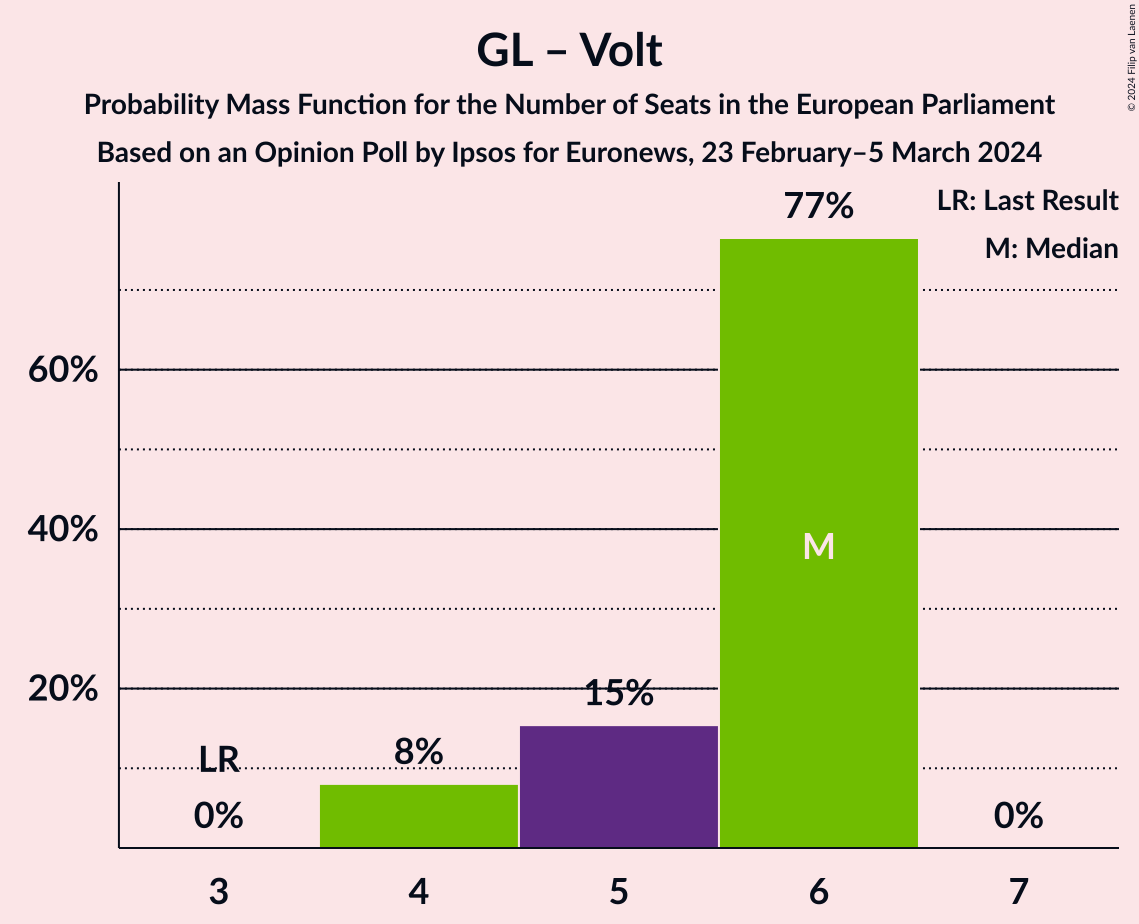 GL – Volt
Probability Mass Function for the Number of Seats in the European Parliament
Based on an Opinion Poll by Ipsos for Euronews, 23 February–5 March 2024
© 2024 Filip van Laenen
LR: Last Result
M: Median
77%
60%
40%
20%
M
15%
8%
LR
0%
0%
3 4 5 6 7